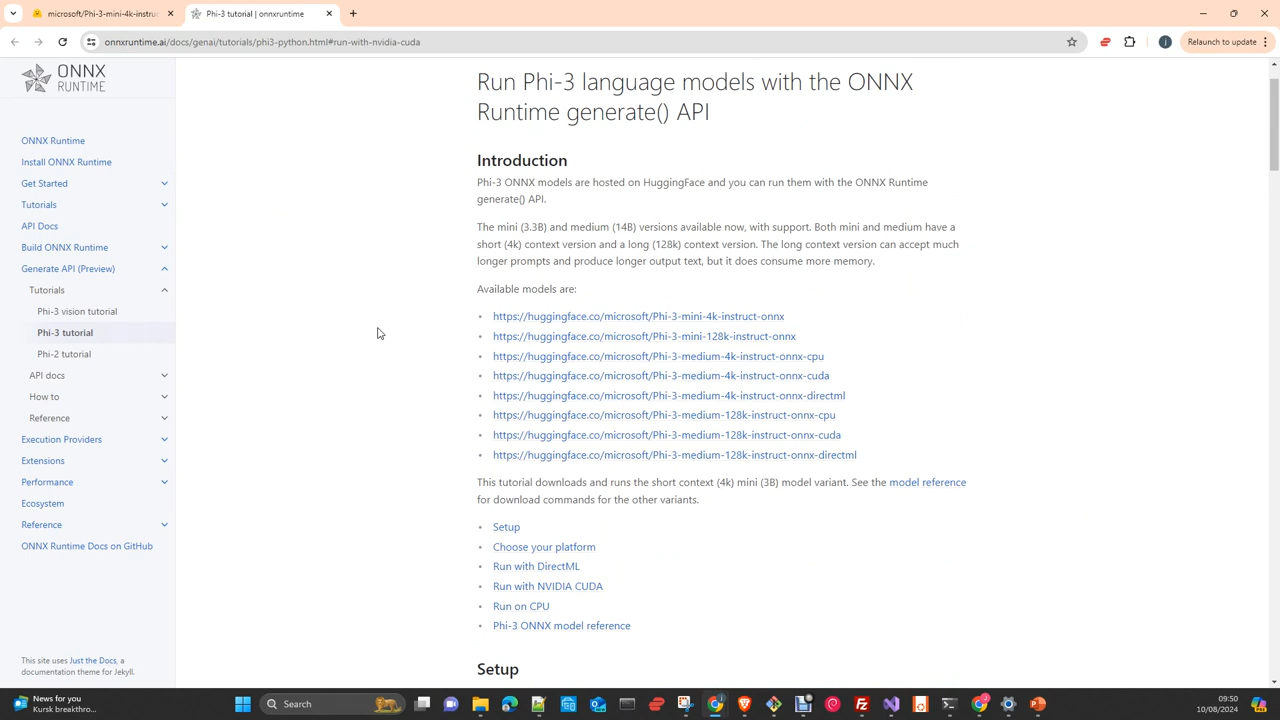 microsoft/Phi-3-mini-4k-instruc
Phi-3 tutorial | onnxruntime
onnxruntime.ai/docs/genai/tutorials/phi3-python.html#run-with-nvidia-cuda
i
Relaunch to update
ONNX
RUNTIME
ONNX Runtime
Install ONNX Runtime
Get Started
Tutorials
API Docs
Build ONNX Runtime
Generate API (Preview)
Tutorials
Phi-3 vision tutorial
Phi-3 tutorial
Phi-2 tutorial
API docs
How to
Reference
Execution Providers
Extensions
Performance
Ecosystem
Reference
ONNX Runtime Docs on GitHub
This site uses Just the Docs, a
documentation theme for Jekyll.
Run Phi-3 language models with the ONNX
Runtime generate() API
Introduction
Phi-3 ONNX models are hosted on HuggingFace and you can run them with the ONNX Runtime
generate() API.
The mini (3.3B) and medium (14B) versions available now, with support. Both mini and medium have a
short (4k) context version and a long (128k) context version. The long context version can accept much
longer prompts and produce longer output text, but it does consume more memory.
Available models are:
• https://huggingface.co/microsoft/Phi-3-mini-4k-instruct-onnx
• https://huggingface.co/microsoft/Phi-3-mini-128k-instruct-onnx
• https://huggingface.co/microsoft/Phi-3-medium-4k-instruct-onnx-cpu
• https://huggingface.co/microsoft/Phi-3-medium-4k-instruct-onnx-cuda
• https://huggingface.co/microsoft/Phi-3-medium-4k-instruct-onnx-directml
• https://huggingface.co/microsoft/Phi-3-medium-128k-instruct-onnx-cpu
• https://huggingface.co/microsoft/Phi-3-medium-128k-instruct-onnx-cuda
• https://huggingface.co/microsoft/Phi-3-medium-128k-instruct-onnx-directml
This tutorial downloads and runs the short context (4k) mini (3B) model variant. See the model reference
for download commands for the other variants.
• Setup
• Choose your platform
• Run with DirectML
• Run with NVIDIA CUDA
• Run on CPU
• Phi-3 ONNX model reference
Setup
News for you
Kursk breakthro...
Search
09:50
10/08/2024